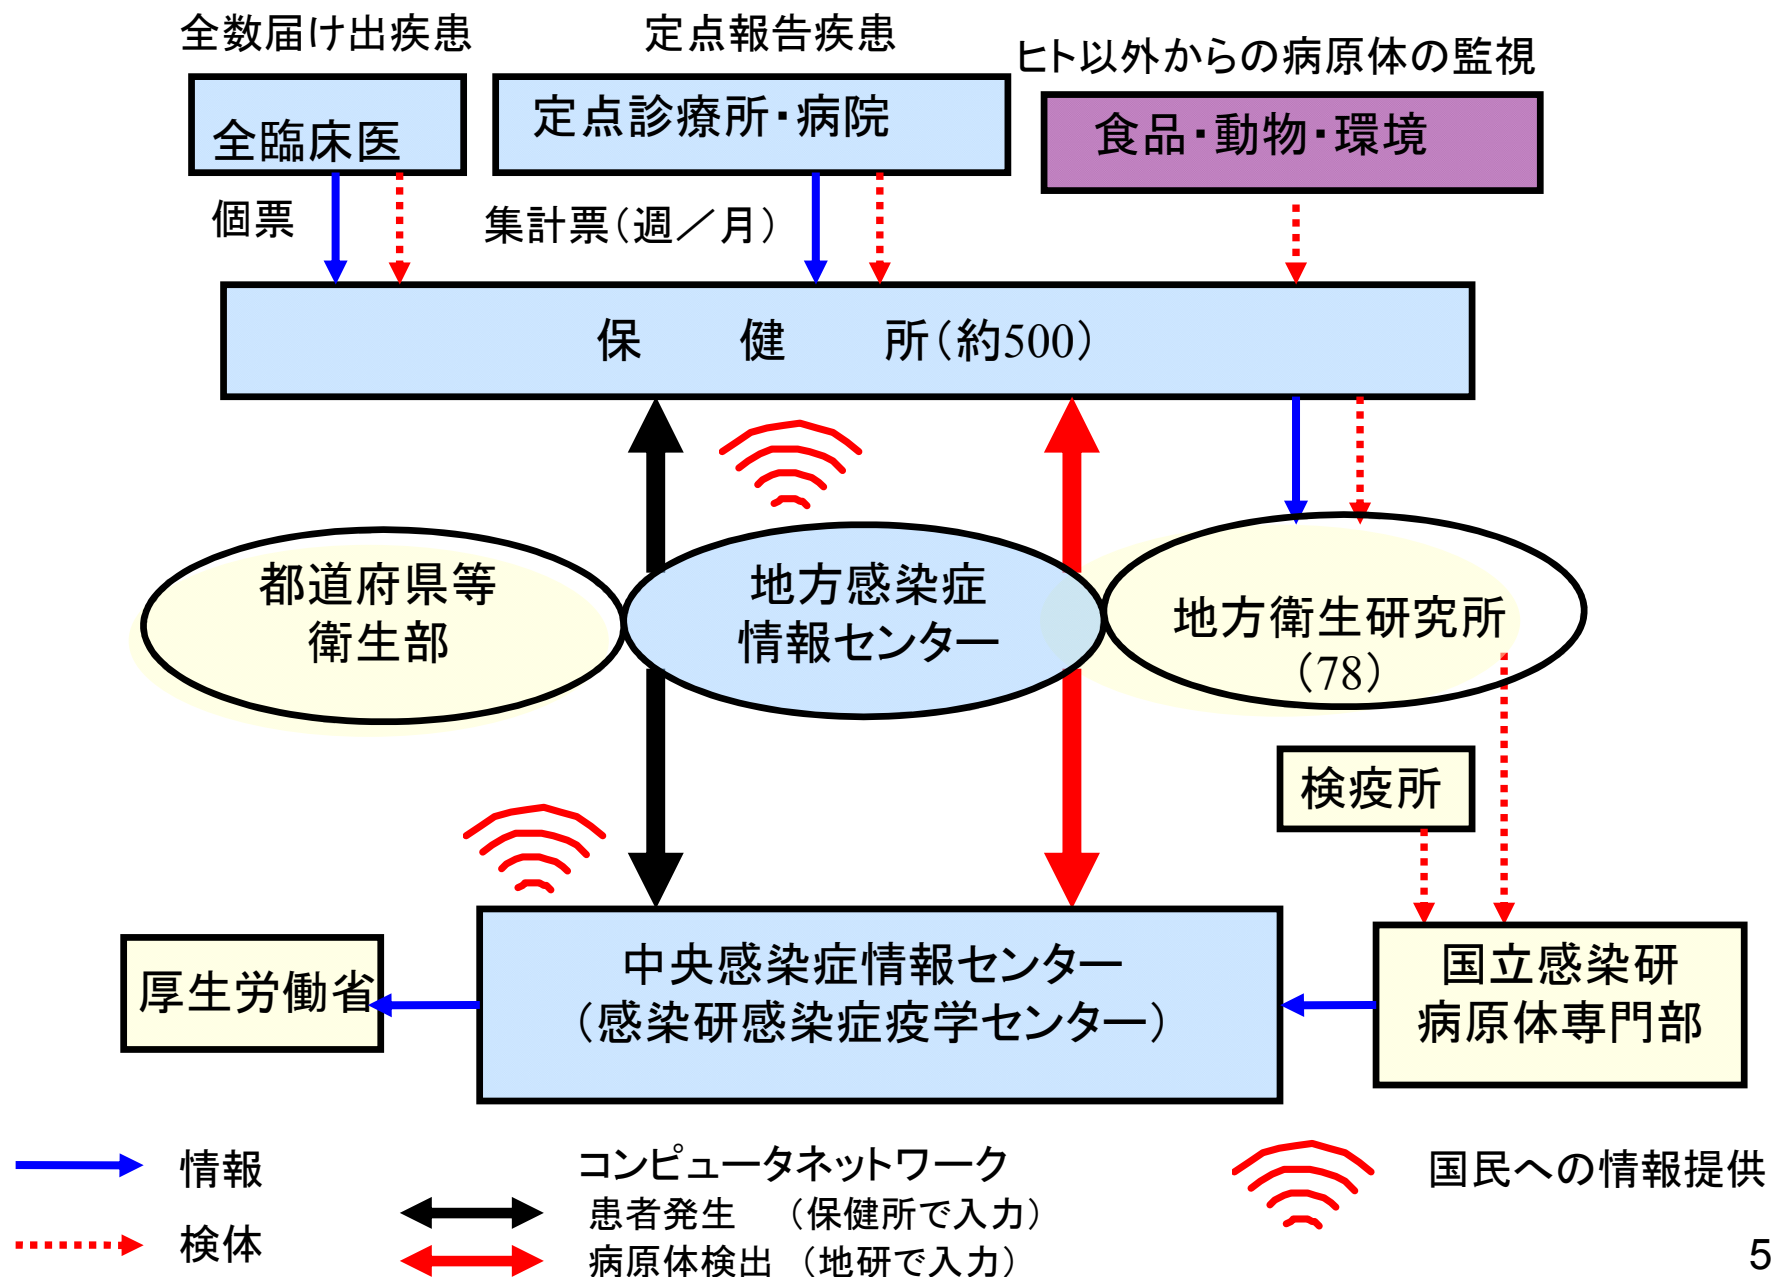 全数届け出疾患
定点報告疾患
ヒト以外からの病原体の監視
全臨床医
定点診療所・病院
食品・動物・環境
個票
集計票（週／月）
保　健　所（約500）
都道府県等
衛生部
地方感染症
情報センター
地方衛生研究所
（78）
検疫所
厚生労働省
中央感染症情報センター
（感染研感染症疫学センター）
国立感染研
病原体専門部
情報
検体
コンピュータネットワーク
患者発生　（保健所で入力）
病原体検出　（地研で入力）
国民への情報提供
5